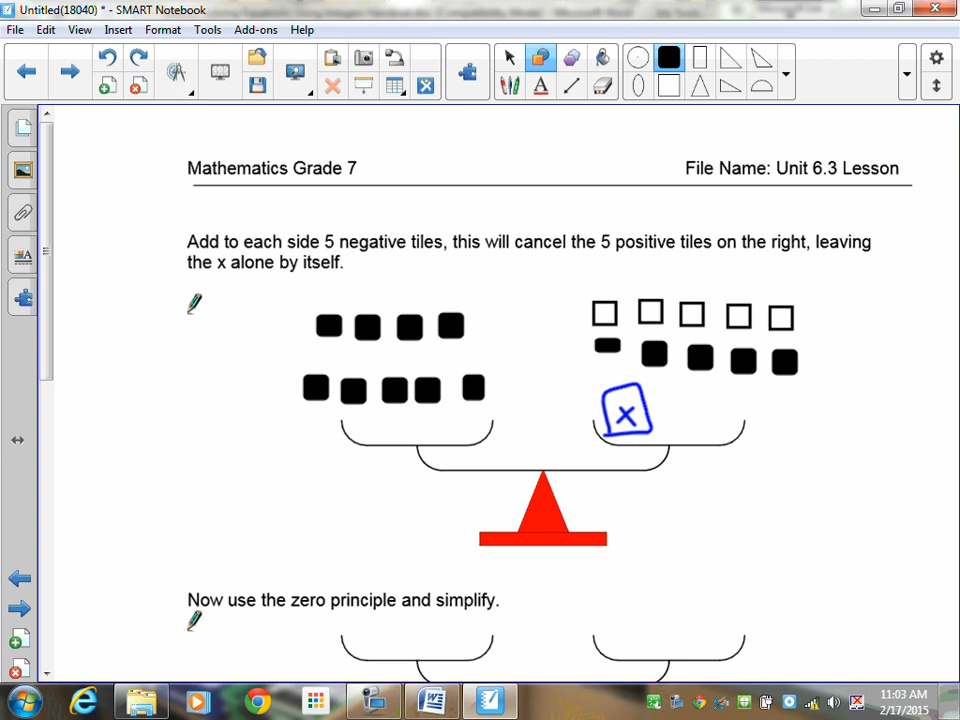 Untitled(18040) * - SMART Notebook
File Edit View Insert Format Tools Add-ons Help
Mathematics Grade 7 File Name: Unit 6.3 Lesson
Add to each side 5 negative tiles, this will cancel the 5 positive tiles on the right, leaving
the x alone by itself.
x
Now use the zero principle and simplify.
11:03 AM
2/17/2015